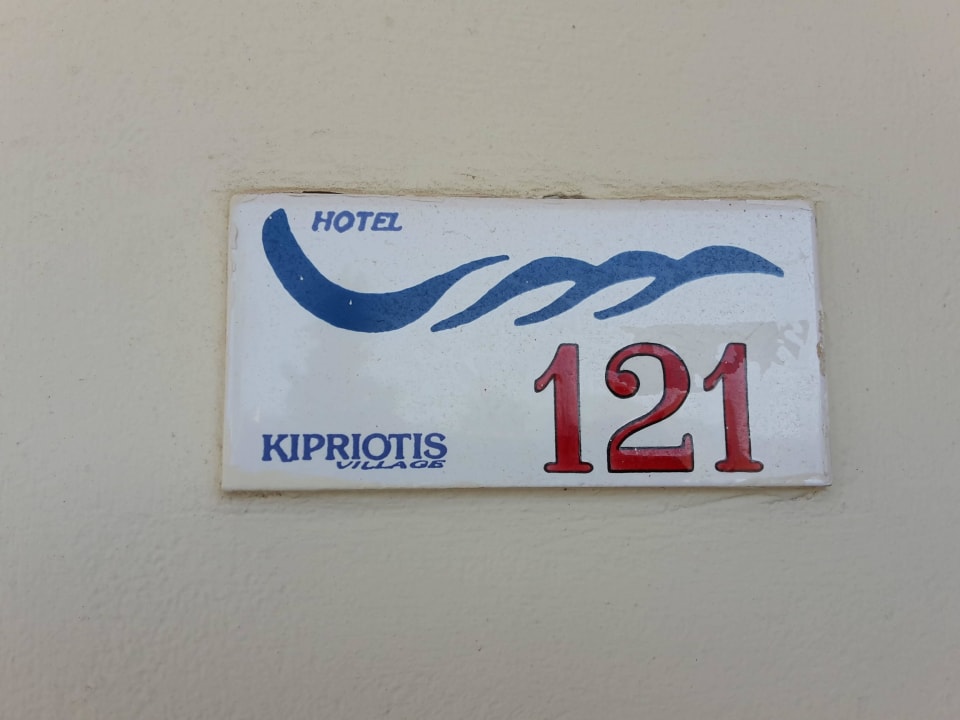 HOTEL
121
KIPRIOTIS
VILLAGE